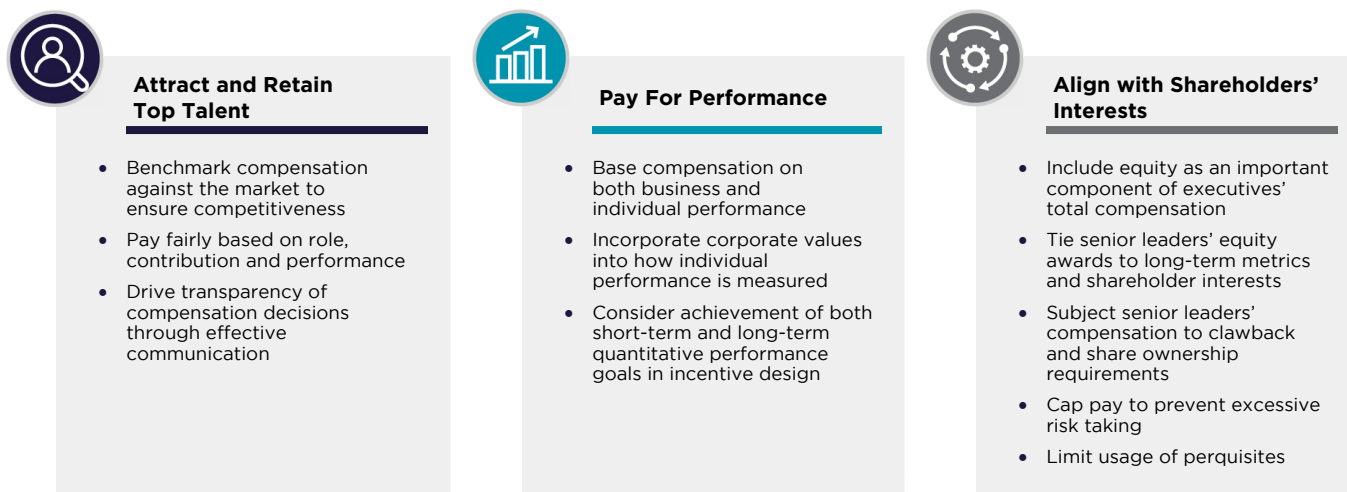 Attract and Retain
Top Talent
• Benchmark compensation
against the market to
ensure competitiveness
• Pay fairly based on role,
contribution and performance
• Drive transparency of
compensation decisions
through effective
communication
Pay For Performance
• Base compensation on
both business and
individual performance
• Incorporate corporate values
into how individual
performance is measured
• Consider achievement of both
short-term and long-term
quantitative performance
goals in incentive design
Align with Shareholders’
Interests
• Include equity as an important
component of executives’
total compensation
• Tie senior leaders’ equity
awards to long-term metrics
and shareholder interests
• Subject senior leaders’
compensation to clawback
and share ownership
requirements
• Cap pay to prevent excessive
risk taking
• Limit usage of perquisites